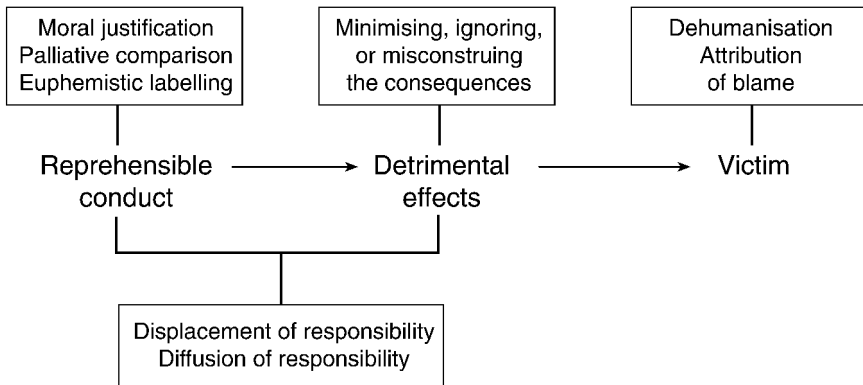 Moral justification
Palliative comparison
Euphemistic labelling
Minimising, ignoring,
or misconstruing
the consequences
Dehumanisation
Attribution
of blame
Reprehensible
conduct
Detrimental
effects
Victim
Displacement of responsibility
Diffusion of responsibility